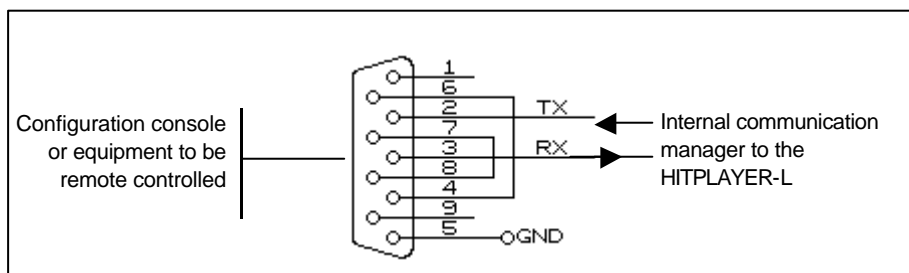 Configuration console
or equipment to be
remote controlled
1
6
2
7
3
8
4
9
5
TX
RX
GND
Internal communication
manager to the
HITPLAYER-L